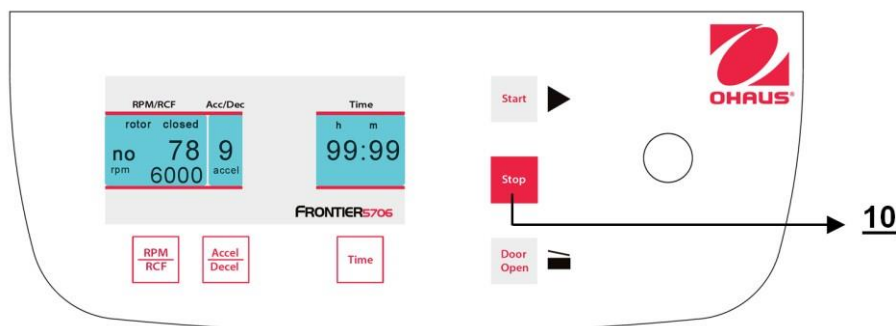 RPM/RCF Acc/Dec Time
rotor closed
no 78 9
rpm 6000 accel
h m
99:99
FRONTIER5706
RPM
RCF
Accel
Decel
Time
Start
Stop
Door
Open
OHAUS®
10